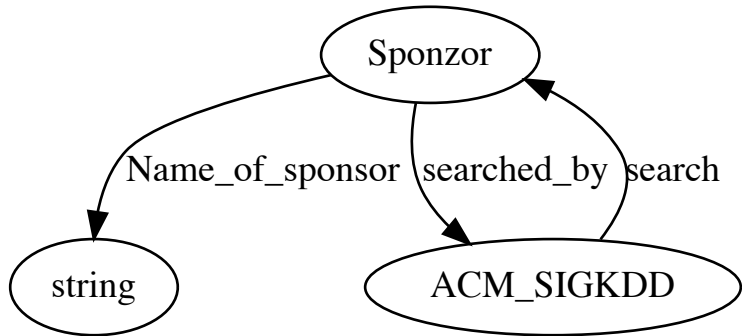 Sponzor
Name_of_sponsor
searched_by
search
string
ACM_SIGKDD